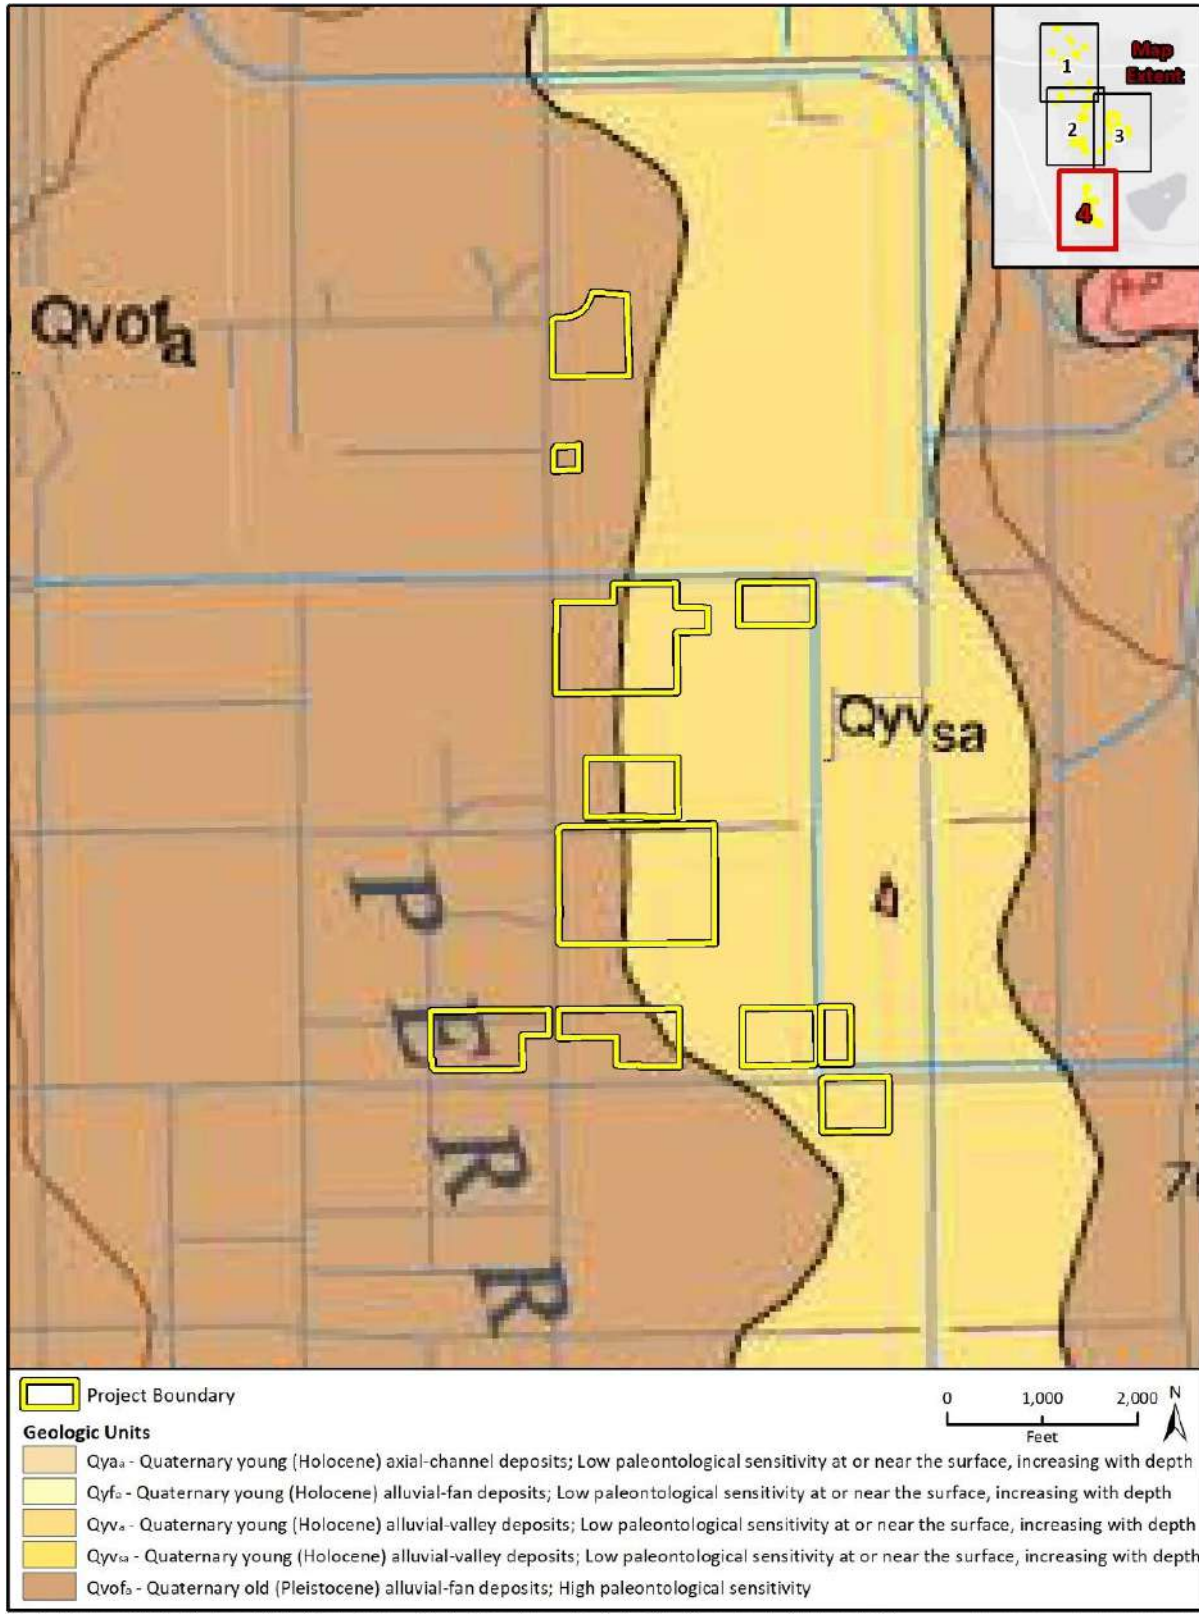 Map
Extent
1
2
3
4
Qvofa
Qyvsa
P
E
R
R
Project Boundary
0 1,000 2,000
Feet
N
Geologic Units
Qyaa - Quaternary young (Holocene) axial-channel deposits; Low paleontological sensitivity at or near the surface, increasing with depth
Qyfa - Quaternary young (Holocene) alluvial-fan deposits; Low paleontological sensitivity at or near the surface, increasing with depth
Qyva - Quaternary young (Holocene) alluvial-valley deposits; Low paleontological sensitivity at or near the surface, increasing with depth
Qyvsa - Quaternary young (Holocene) alluvial-valley deposits; Low paleontological sensitivity at or near the surface, increasing with depth
Qvofa - Quaternary old (Pleistocene) alluvial-fan deposits; High paleontological sensitivity